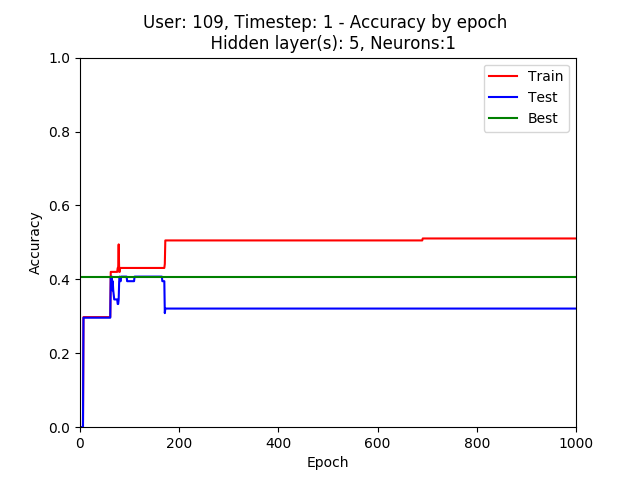 User: 109, Timestep: 1 - Accuracy by epoch
Hidden layer(s): 5, Neurons:1
Train
Test
Best
Accuracy
1.0
0.8
0.6
0.4
0.2
0.0
0 200 400 600 800 1000
Epoch